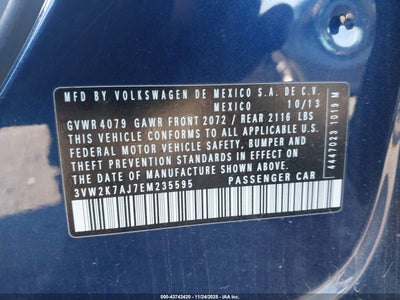 MFD BY VOLKSWAGEN DE MEXICO S.A. DE C.V.
MEXICO 10/13
GVWR 4079 GAWR FRONT 2072 / REAR 2116 LBS
THIS VEHICLE CONFORMS TO ALL APPLICABLE U.S.
FEDERAL MOTOR VEHICLE SAFETY, BUMPER AND
THEFT PREVENTION STANDARDS IN EFFECT ON THE
DATE OF MANUFACTURE SHOWN ABOVE.
3VW2K7AJ7EM235595 PASSENGER CAR
4447023 1019 M
000-43742420 - 11/24/2025 - IAAI.COM